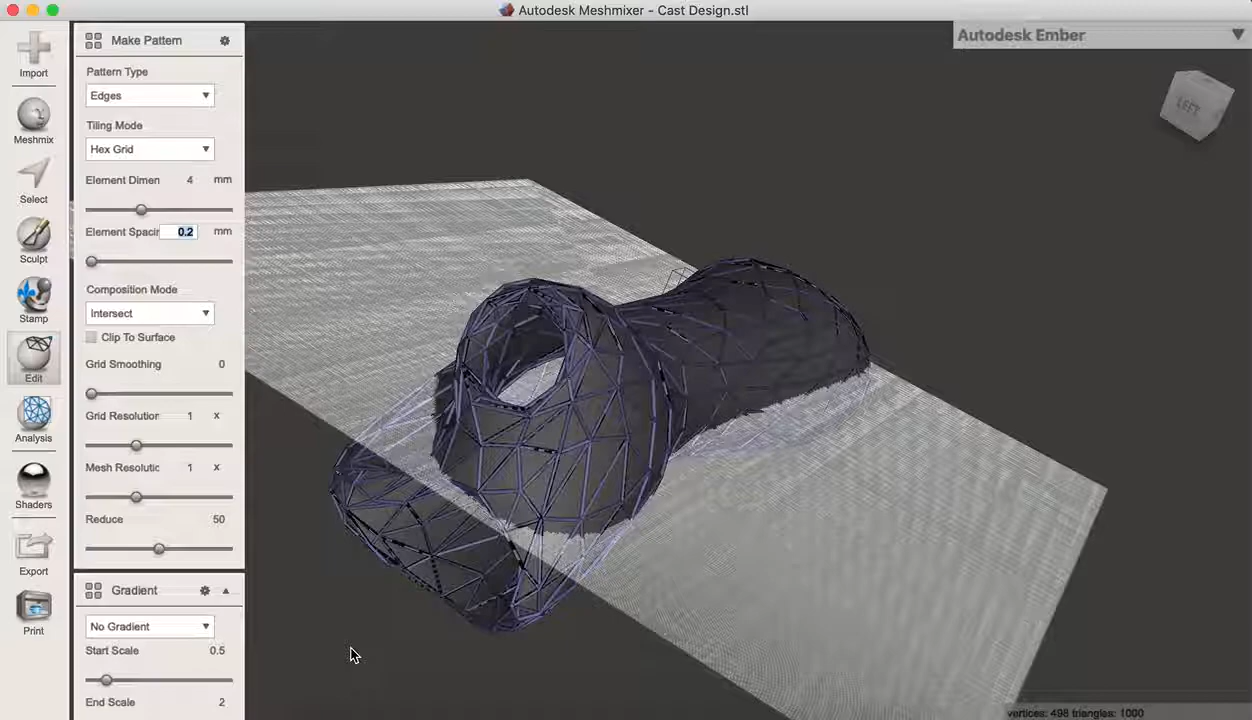 Autodesk Meshmixer - Cast Design.stl
Autodesk Ember
Import
Meshmix
Select
Sculpt
Stamp
Edit
Analysis
Shaders
Export
Print
Make Pattern
Pattern Type
Edges
Tiling Mode
Hex Grid
Element Dimen 4 mm
Element Spacir 0.2 mm
Composition Mode
Intersect
Clip To Surface
Grid Smoothing 0
Grid Resolution 1 x
Mesh Resolutic 1 x
Reduce 50
Gradient
No Gradient
Start Scale 0.5
End Scale 2
LEFT
vertices: 498 triangles: 1000